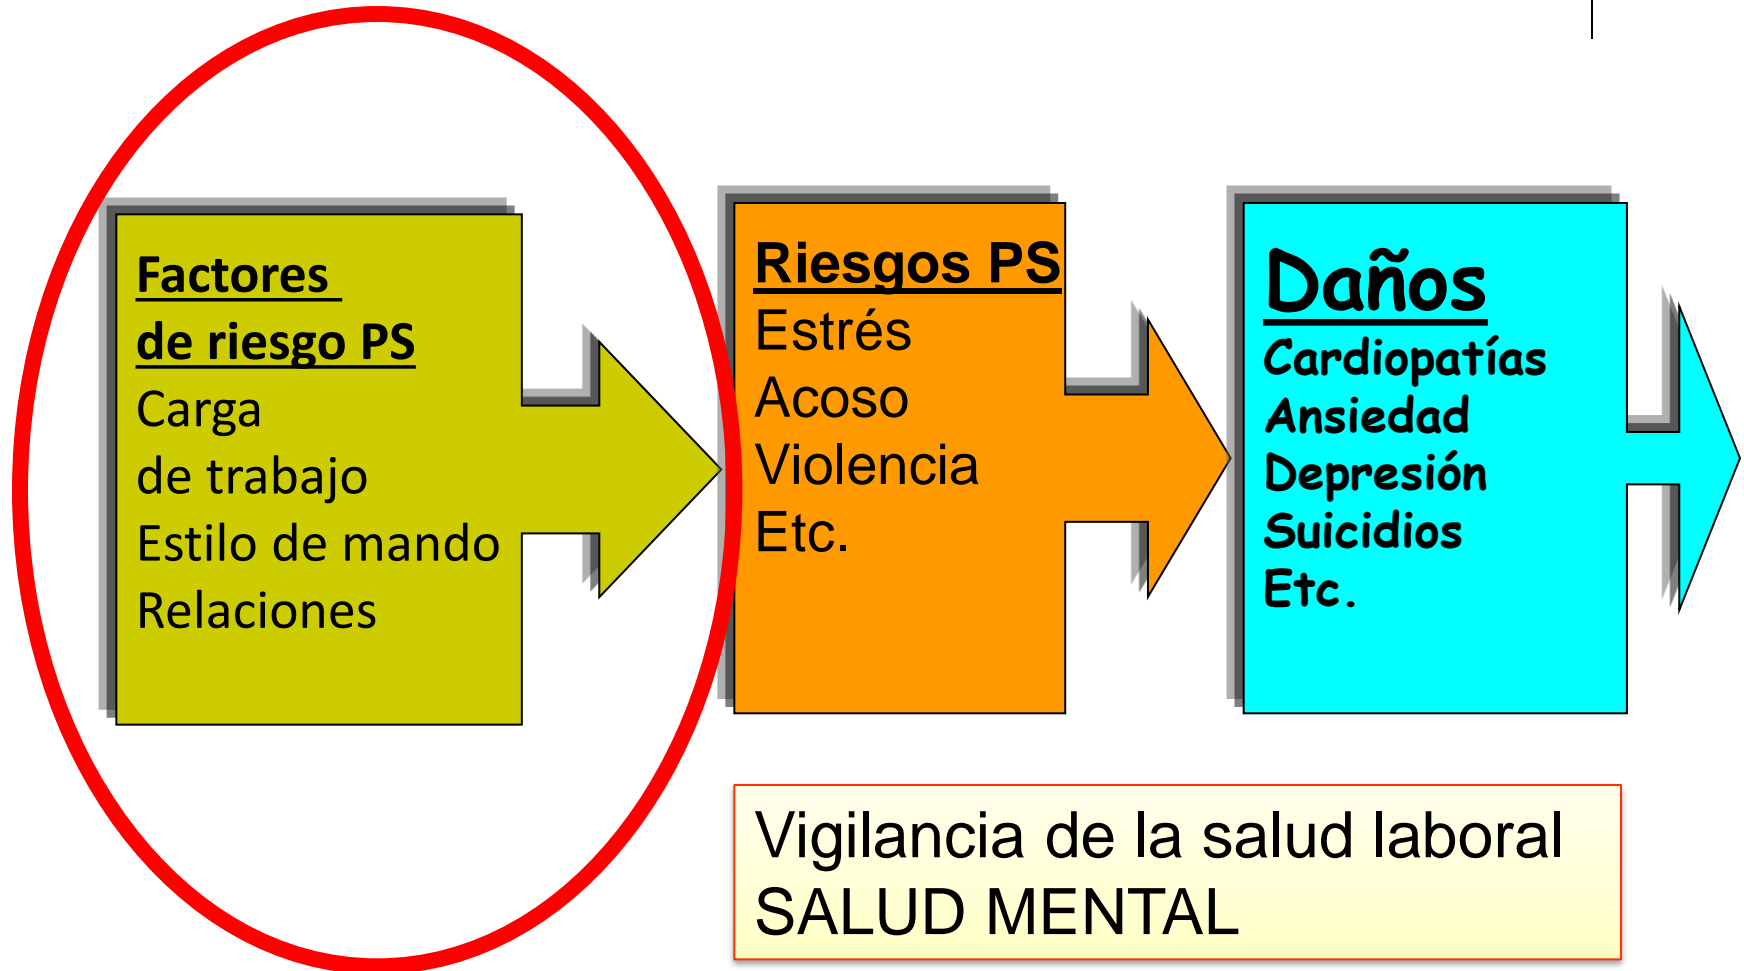 Factores
de riesgo PS
Carga
de trabajo
Estilo de mando
Relaciones
Riesgos PS
Estrés
Acoso
Violencia
Etc.
Daños
Cardiopatías
Ansiedad
Depresión
Suicidios
Etc.
Vigilancia de la salud laboral
SALUD MENTAL